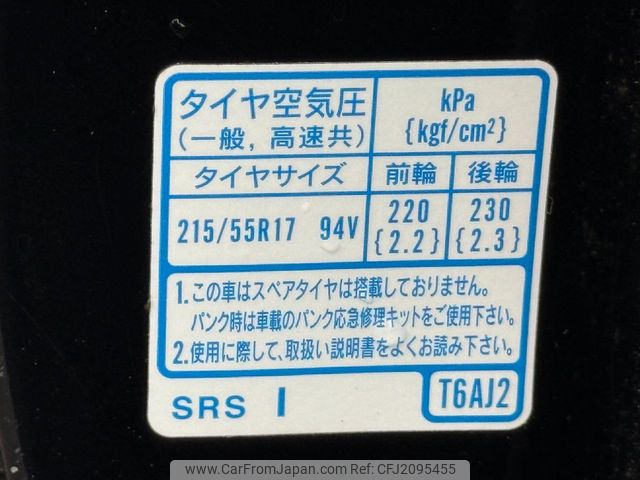 タイヤ空気圧
(一般, 高速共)
kPa
{kgf/cm²}
タイヤサイズ 前輪 後輪
215/55R17 94V 220 {2.2} 230 {2.3}
1. この車はスペアタイヤは搭載しておりません。
パンク時は車載のパンク応急修理キットをご使用下さい。
2. 使用に際して、取扱い説明書をよくお読み下さい。
SRS I T6AJ2
www.CarFromJapan.com | CFJ2095455